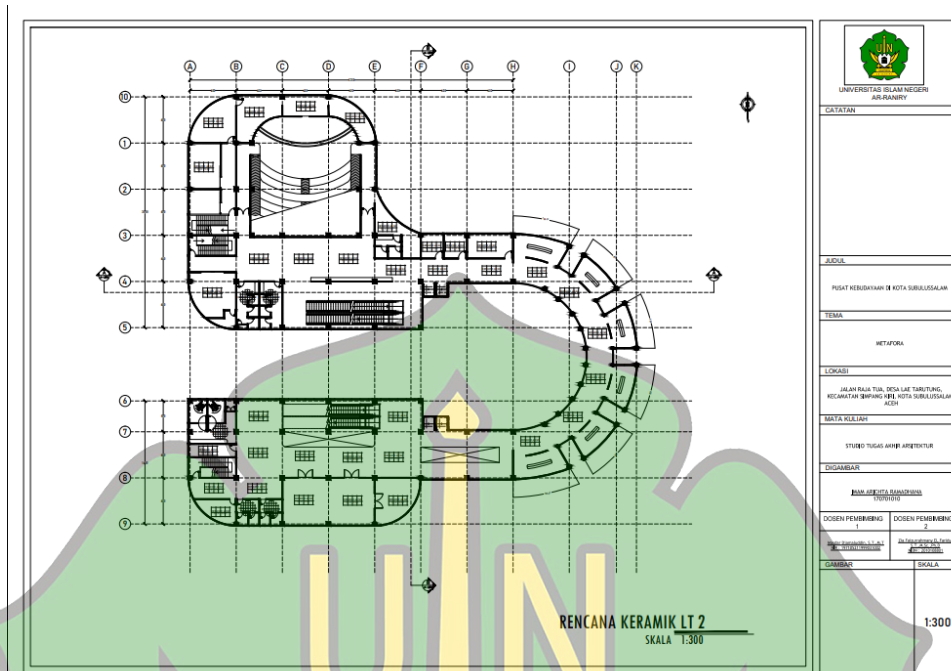 A B C D E F G H I J K
10
1
2
3
4
5
6
7
8
9
RENCANA KERAMIK LT 2
SKALA 1:300
UIN
UIN
UNIVERSITAS ISLAM NEGERI
AR-RANIRY
CATATAN
JUDUL
PUSAT KEBUDAYAAN DI KOTA SUBULUSSALAM
TEMA
METAFORA
LOKASI
JALAN RAJA TUA, DESA LAE TARUTUNG,
KECAMATAN SIMPANG KIRI, KOTA SUBULUSSALAM
ACEH
MATA KULIAH
STUDIO TUGAS AKHIR ARSITEKTUR
DIGAMBAR
170701010
DOSEN PEMBIMBING
1
DOSEN PEMBIMBING
2
GAMBAR
SKALA
1:300